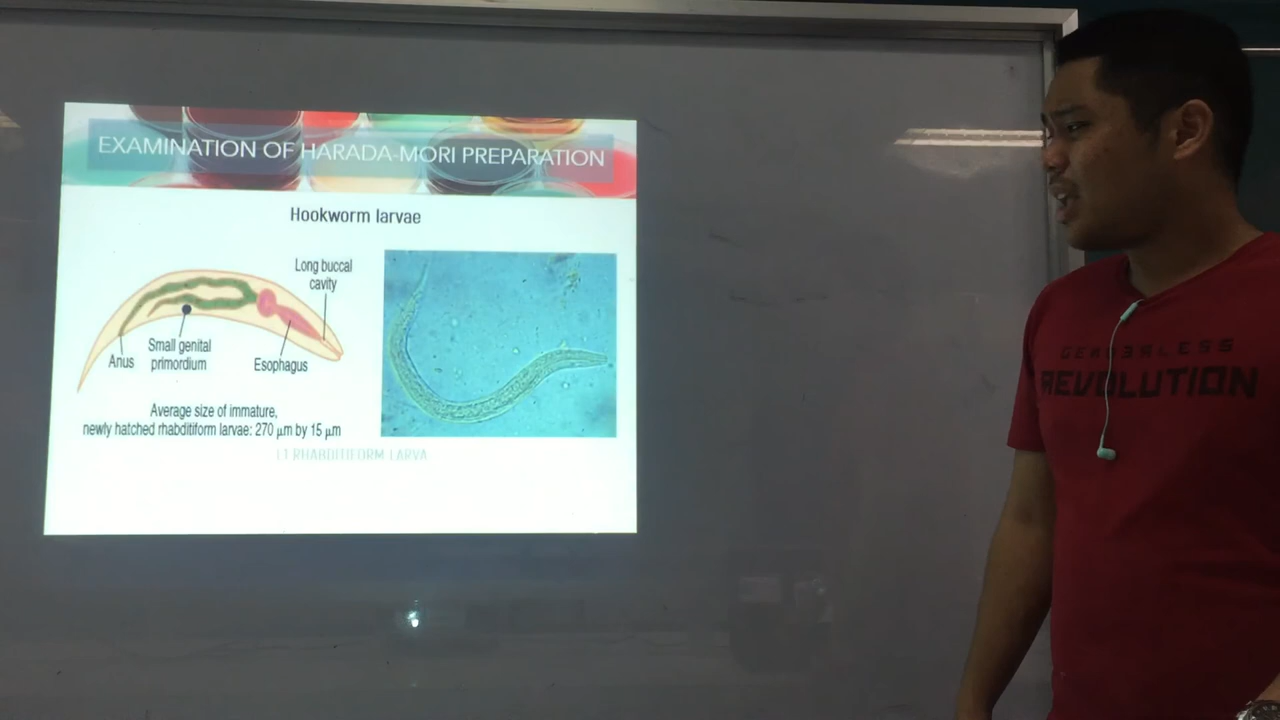 EXAMINATION OF HARADA-MORI PREPARATION
Hookworm larvae
Long buccal
cavity
Anus
Small genital
primordium
Esophagus
Average size of immature,
newly hatched rhabditiform larvae: 270 µm by 15 µm
L1 RHABDITIFORM LARVA
REVOLUTION